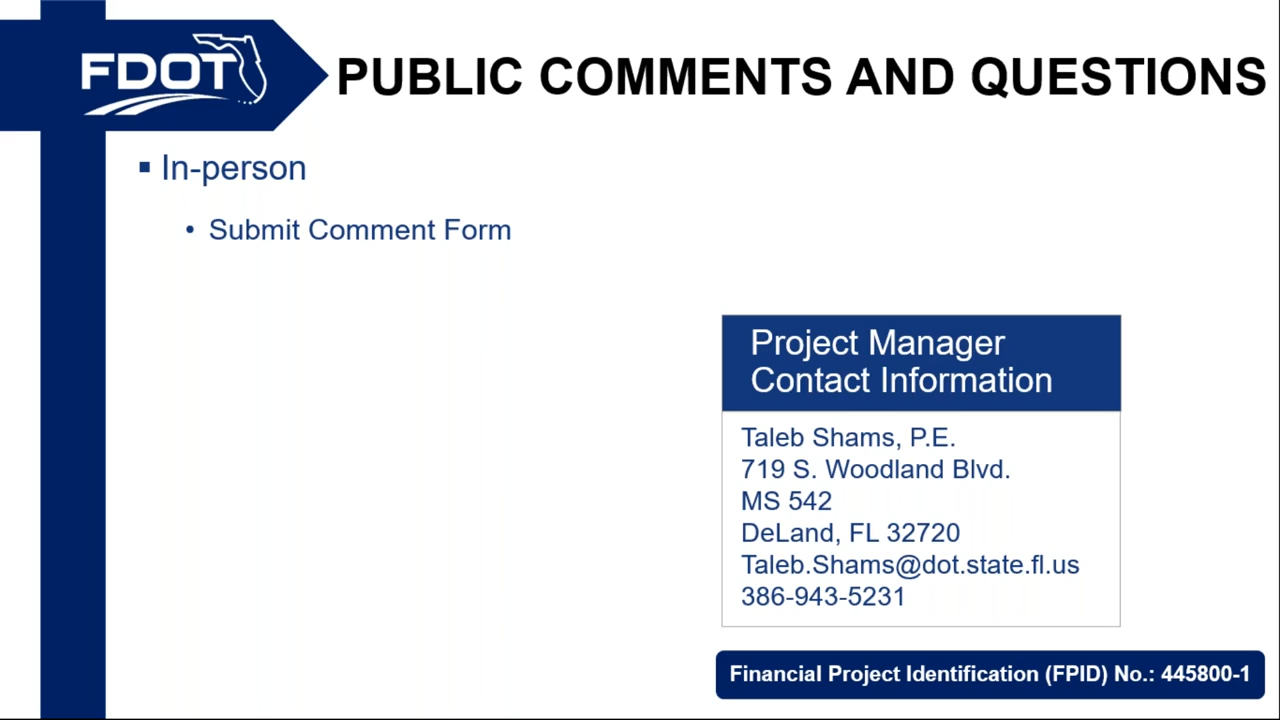 FDOT
PUBLIC COMMENTS AND QUESTIONS
In-person
Submit Comment Form
Project Manager
Contact Information
Taleb Shams, P.E.
719 S. Woodland Blvd.
MS 542
DeLand, FL 32720
Taleb.Shams@dot.state.fl.us
386-943-5231
Financial Project Identification (FPID) No.: 445800-1